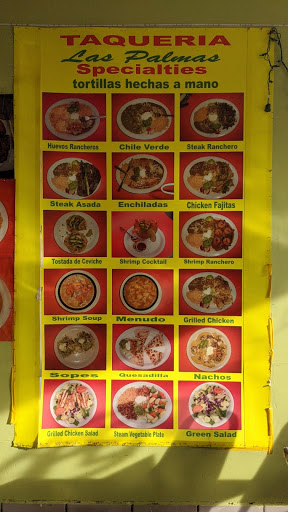 TAQUERIA
Las Palmas
Specialties
tortillas hechas a mano
Huevos Rancheros
Chile Verde
Steak Ranchero
Steak Asada
Enchiladas
Chicken Fajitas
Tostada de Ceviche
Shrimp Cocktail
Shrimp Ranchero
Shrimp Soup
Menudo
Grilled Chicken
Sopes
Quesadilla
Nachos
Grilled Chicken Salad
Steam Vegetable Plate
Green Salad